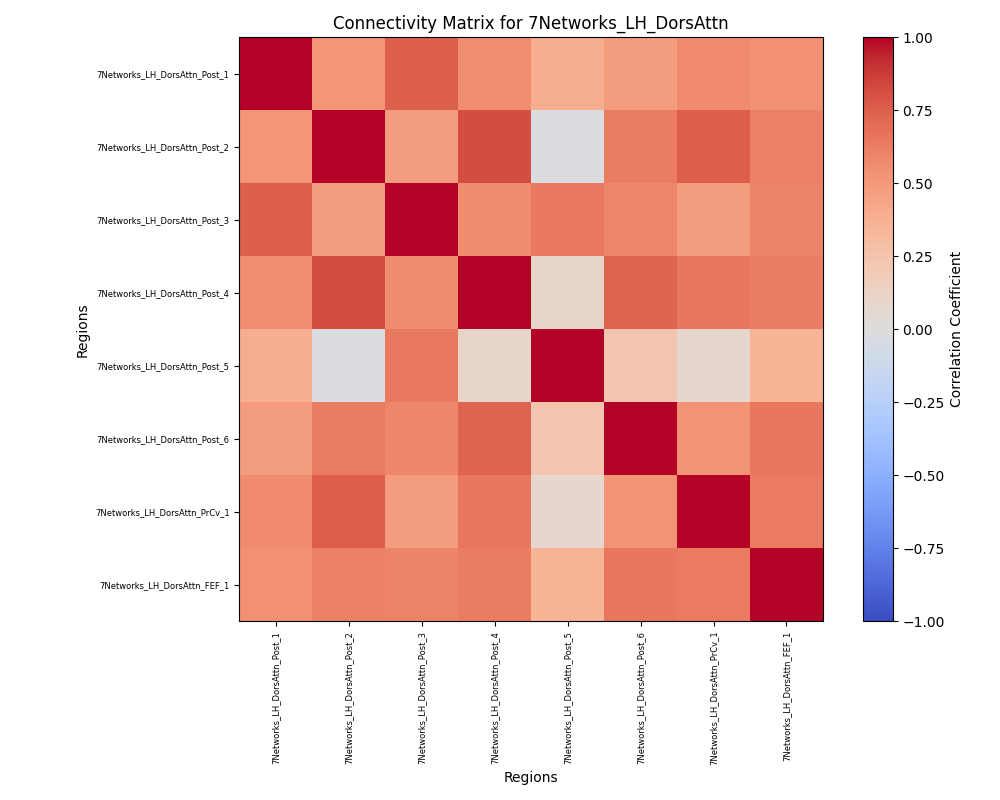 Connectivity Matrix for 7Networks_LH_DorsAttn
7Networks_LH_DorsAttn_Post_1
7Networks_LH_DorsAttn_Post_2
7Networks_LH_DorsAttn_Post_3
7Networks_LH_DorsAttn_Post_4
7Networks_LH_DorsAttn_Post_5
7Networks_LH_DorsAttn_Post_6
7Networks_LH_DorsAttn_PrCv_1
7Networks_LH_DorsAttn_FEF_1
Regions
7Networks_LH_DorsAttn_Post_1
7Networks_LH_DorsAttn_Post_2
7Networks_LH_DorsAttn_Post_3
7Networks_LH_DorsAttn_Post_4
7Networks_LH_DorsAttn_Post_5
7Networks_LH_DorsAttn_Post_6
7Networks_LH_DorsAttn_PrCv_1
7Networks_LH_DorsAttn_FEF_1
Regions
1.00
0.75
0.50
0.25
0.00
−0.25
−0.50
−0.75
−1.00
Correlation Coefficient